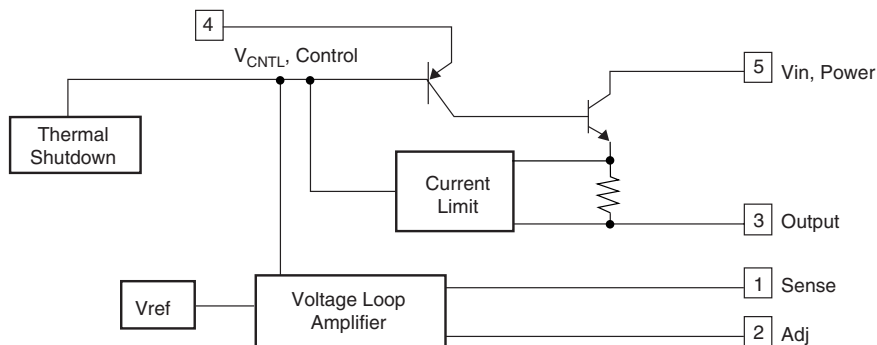 4
V_CNTL, Control
5 Vin, Power
Thermal
Shutdown
Current
Limit
3 Output
1 Sense
Vref
Voltage Loop
Amplifier
2 Adj